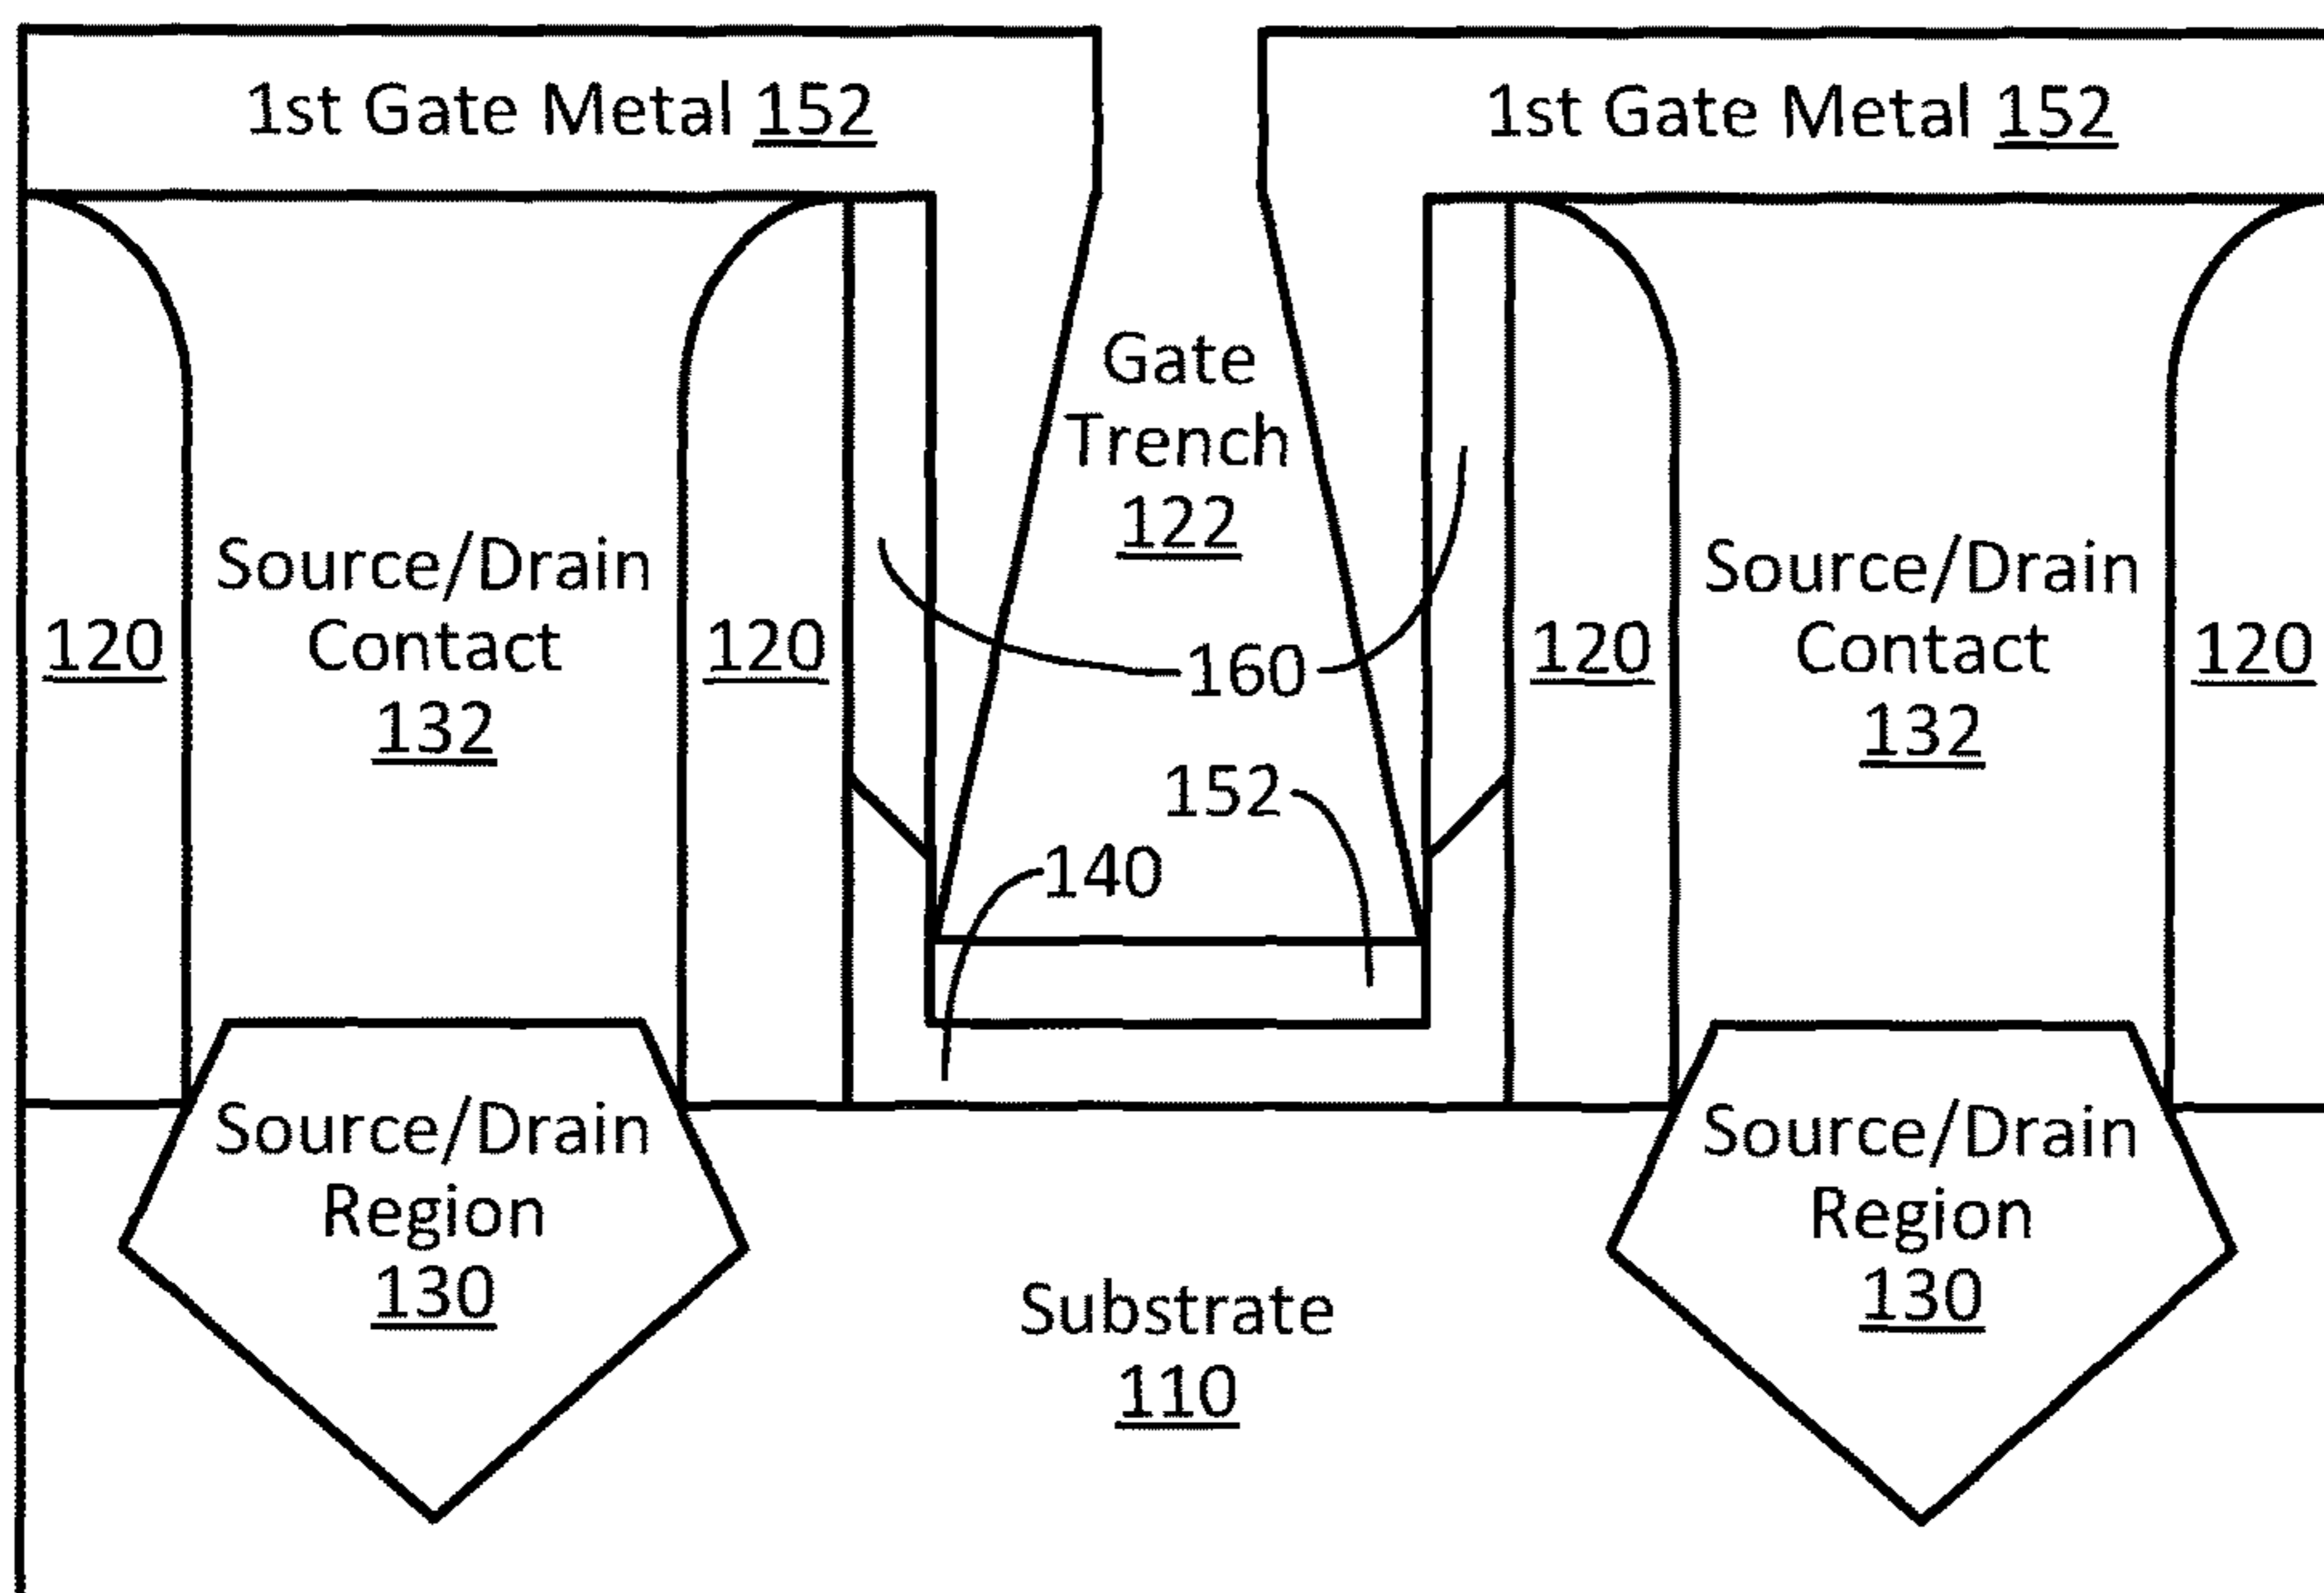 1st Gate Metal 152
1st Gate Metal 152
Gate
Trench
122
Source/Drain
Contact
132
Source/Drain
Contact
132
120
120
160
120
120
152
140
Source/Drain
Region
130
Source/Drain
Region
130
Substrate
110